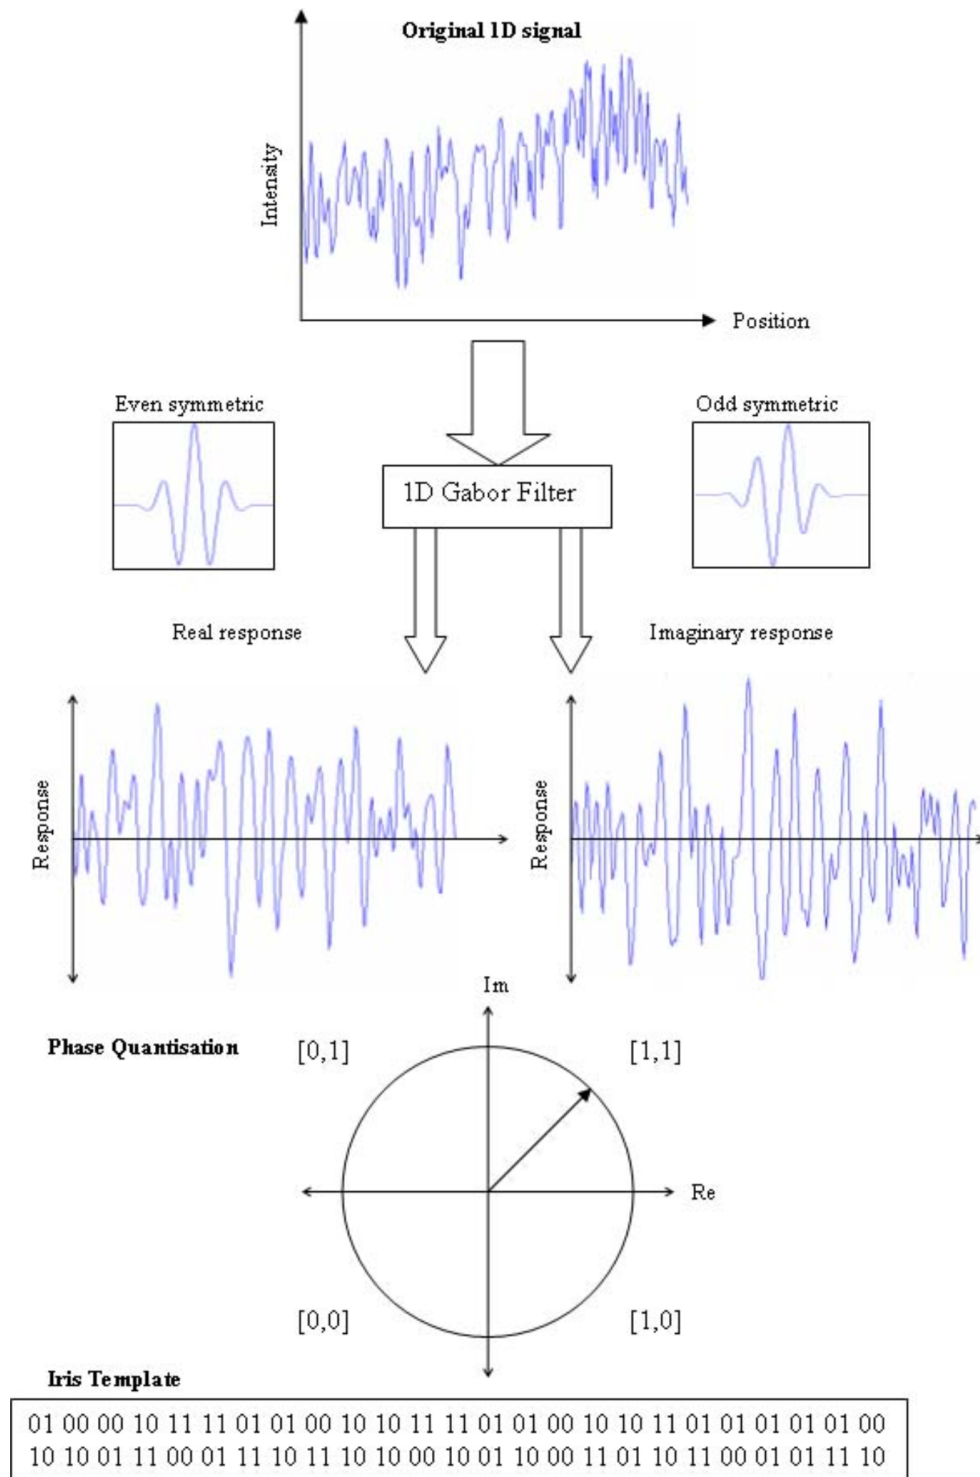 Original 1D signal
Intensity
Position
Even symmetric
Odd symmetric
1D Gabor Filter
Real response
Imaginary response
Response
Response
Im
Phase Quantisation
[0,1]
[1,1]
Re
[0,0]
[1,0]
Iris Template
01 00 00 10 11 11 01 01 00 10 10 11 11 01 01 00 10 10 11 01 01 01 01 01 00
10 10 01 11 00 01 11 10 11 10 10 00 10 01 10 00 11 01 10 11 00 01 01 11 10